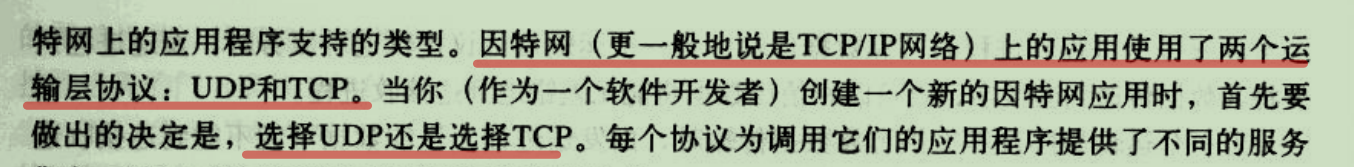 特网上的应用程序支持的类型。因特网（更一般地说是TCP/IP网络）上的应用使用了两个运
输层协议：UDP和TCP。当你（作为一个软件开发者）创建一个新的因特网应用时，首先要
做出的决定是，选择UDP还是选择TCP。每个协议为调用它们的应用程序提供了不同的服务